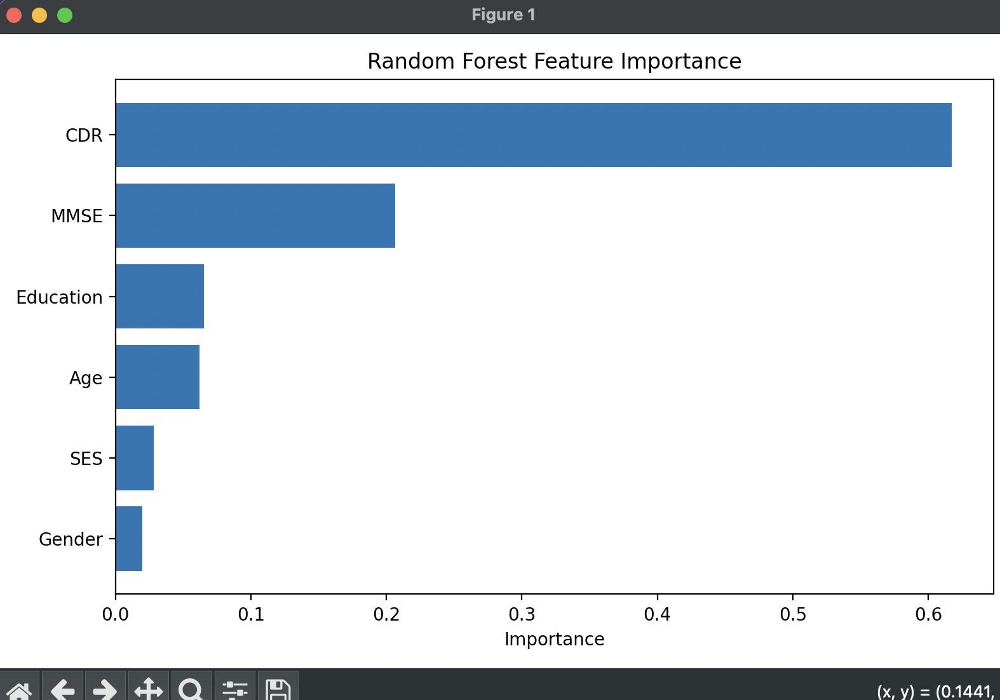 Figure 1
Random Forest Feature Importance
CDR
MMSE
Education
Age
SES
Gender
0.0 0.1 0.2 0.3 0.4 0.5 0.6
Importance
(x, y) = (0.1441,